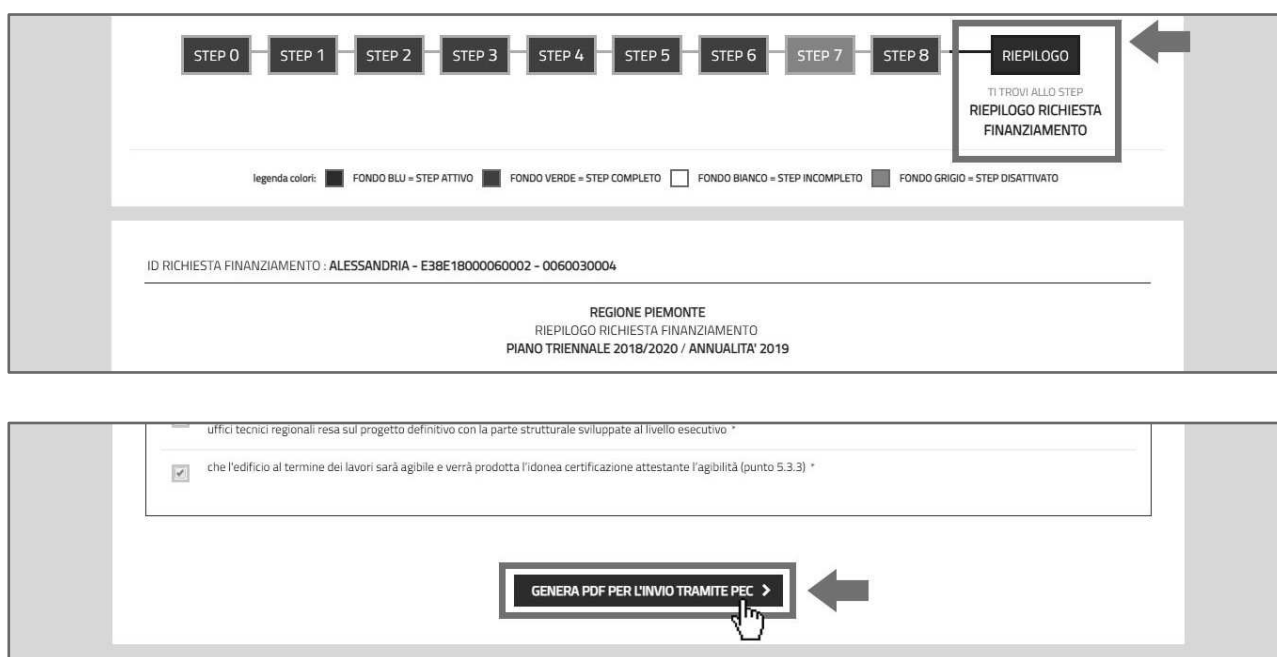 STEP 0 STEP 1 STEP 2 STEP 3 STEP 4 STEP 5 STEP 6 STEP 7 STEP 8 RIEPILOGO
TI TROVI ALLO STEP
RIEPILOGO RICHIESTA
FINANZIAMENTO
legenda colori: FONDO BLU = STEP ATTIVO FONDO VERDE = STEP COMPLETO FONDO BIANCO = STEP INCOMPLETO FONDO GRIGIO = STEP DISATTIVATO
ID RICHIESTA FINANZIAMENTO : ALESSANDRIA - E38E18000060002 - 0060030004
REGIONE PIEMONTE
RIEPILOGO RICHIESTA FINANZIAMENTO
PIANO TRIENNALE 2018/2020 / ANNUALITA' 2019
uffici tecnici regionali resa sul progetto definitivo con la parte strutturale sviluppate al livello esecutivo *
che l'edificio al termine dei lavori sarà agibile e verrà prodotta l'idonea certificazione attestante l'agibilità (punto 5.3.3) *
GENERA PDF PER L'INVIO TRAMITE PEC >